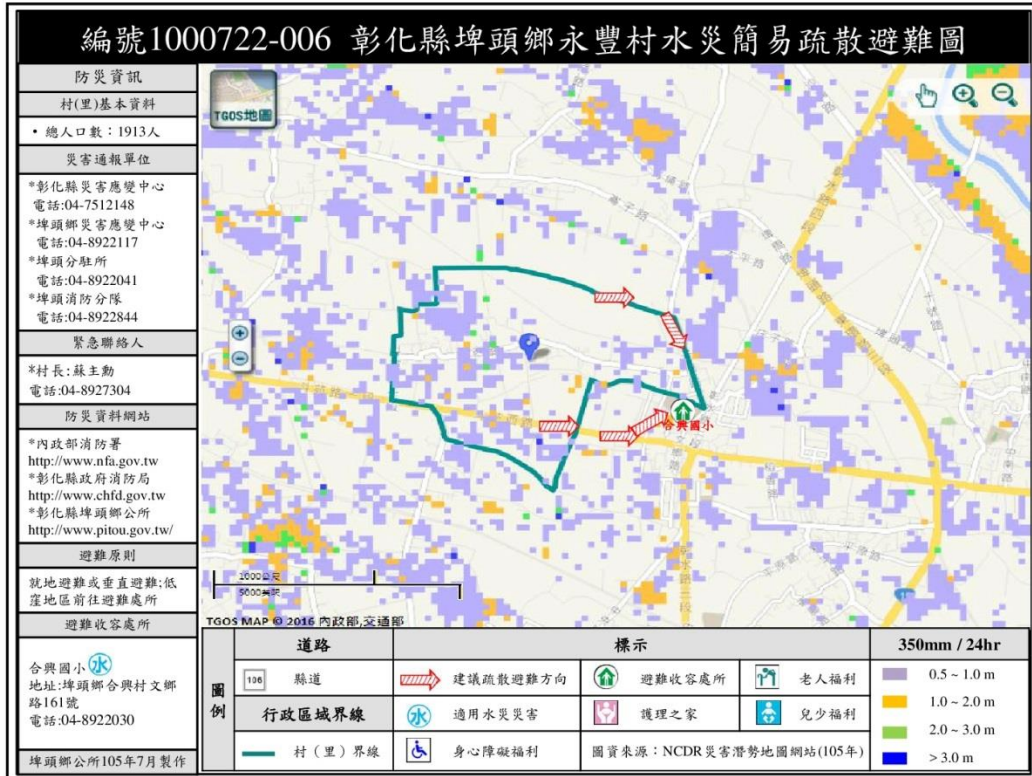 編號1000722-006 彰化縣埤頭鄉永豐村水災簡易疏散避難圖
防災資訊
村(里)基本資料
• 總人口數：1913人
災害通報單位
*彰化縣災害應變中心
電話:04-7512148
*埤頭鄉災害應變中心
電話:04-8922117
*埤頭分駐所
電話:04-8922041
*埤頭消防分隊
電話:04-8922844
緊急聯絡人
*村長:蘇主勳
電話:04-8927304
防災資料網站
*內政部消防署
http://www.nfa.gov.tw
*彰化縣政府消防局
http://www.chfd.gov.tw
*彰化縣埤頭鄉公所
http://www.pitou.gov.tw/
避難原則
就地避難或垂直避難;低
窪地區前往避難處所
避難收容處所
合興國小 水
地址:埤頭鄉合興村文鄉
路161號
電話:04-8922030
埤頭鄉公所105年7月製作
TGOS地圖
合興國小
1000公尺
5000英呎
TGOS MAP © 2016 內政部,交通部
圖例
道路
標示
350mm / 24hr
106 縣道
建議疏散避難方向
避難收容處所
老人福利
0.5 ~ 1.0 m
行政區域界線
水 適用水災災害
護理之家
兒少福利
1.0 ~ 2.0 m
村（里）界線
身心障礙福利
圖資來源：NCDR災害潛勢地圖網站(105年)
2.0 ~ 3.0 m
> 3.0 m